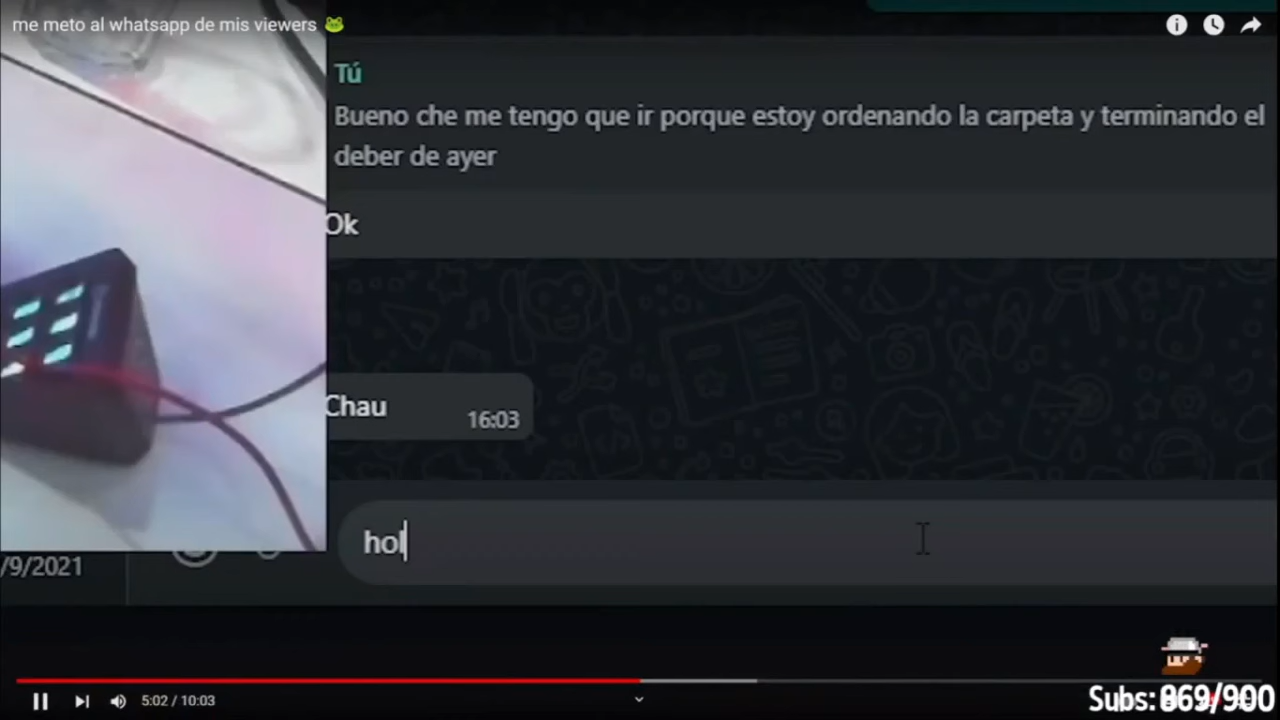 me meto al whatsapp de mis viewers 🐸
Tú
Bueno che me tengo que ir porque estoy ordenando la carpeta y terminando el
deber de ayer
Ok
Chau
16:03
hol
/9/2021
5:02 / 10:03
Subs: 869/900